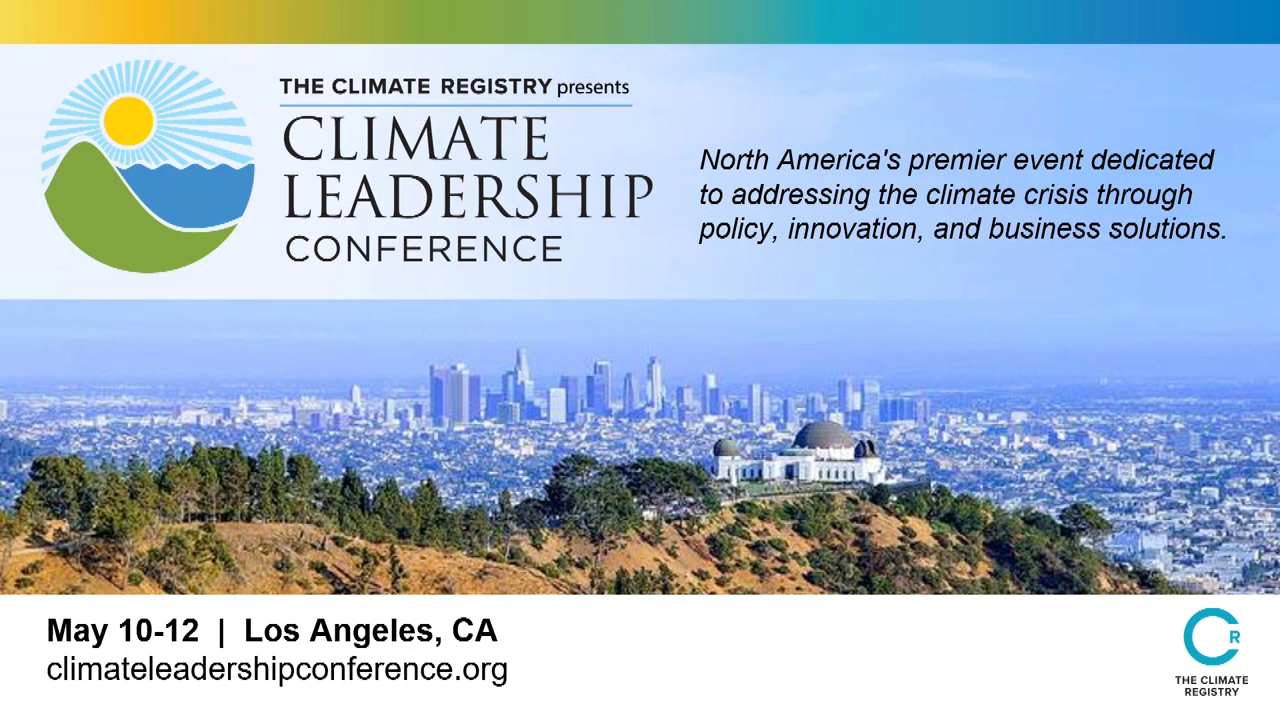 THE CLIMATE REGISTRY presents
CLIMATE
LEADERSHIP
CONFERENCE
North America's premier event dedicated
to addressing the climate crisis through
policy, innovation, and business solutions.
May 10-12 | Los Angeles, CA
climateleadershipconference.org
CR
THE CLIMATE
REGISTRY